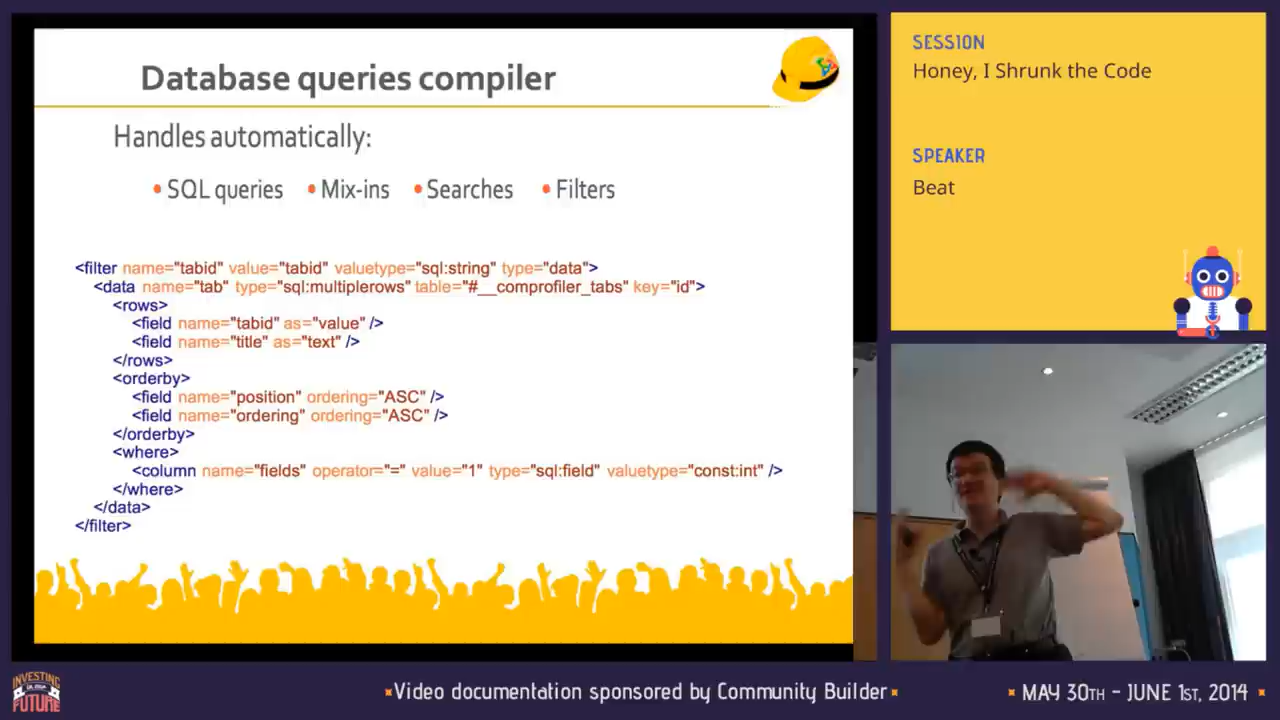 Database queries compiler
Handles automatically:
• SQL queries • Mix-ins • Searches • Filters
<filter name="tabid" value="tabid" valuetype="sql:string" type="data">
<data name="tab" type="sql:multiplerows" table="#__comprofiler_tabs" key="id">
<rows>
<field name="tabid" as="value" />
<field name="title" as="text" />
</rows>
<orderby>
<field name="position" ordering="ASC" />
<field name="ordering" ordering="ASC" />
</orderby>
<where>
<column name="fields" operator="=" value="1" type="sql:field" valuetype="const:int" />
</where>
</data>
</filter>
SESSION
Honey, I Shrunk the Code
SPEAKER
Beat
INVESTING
IN OUR
FUTURE
Video documentation sponsored by Community Builder
MAY 30TH - JUNE 1ST, 2014